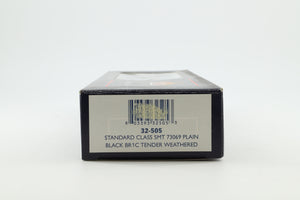 32-505
STANDARD CLASS 5MT 73069 PLAIN
BLACK BR1C TENDER WEATHERED